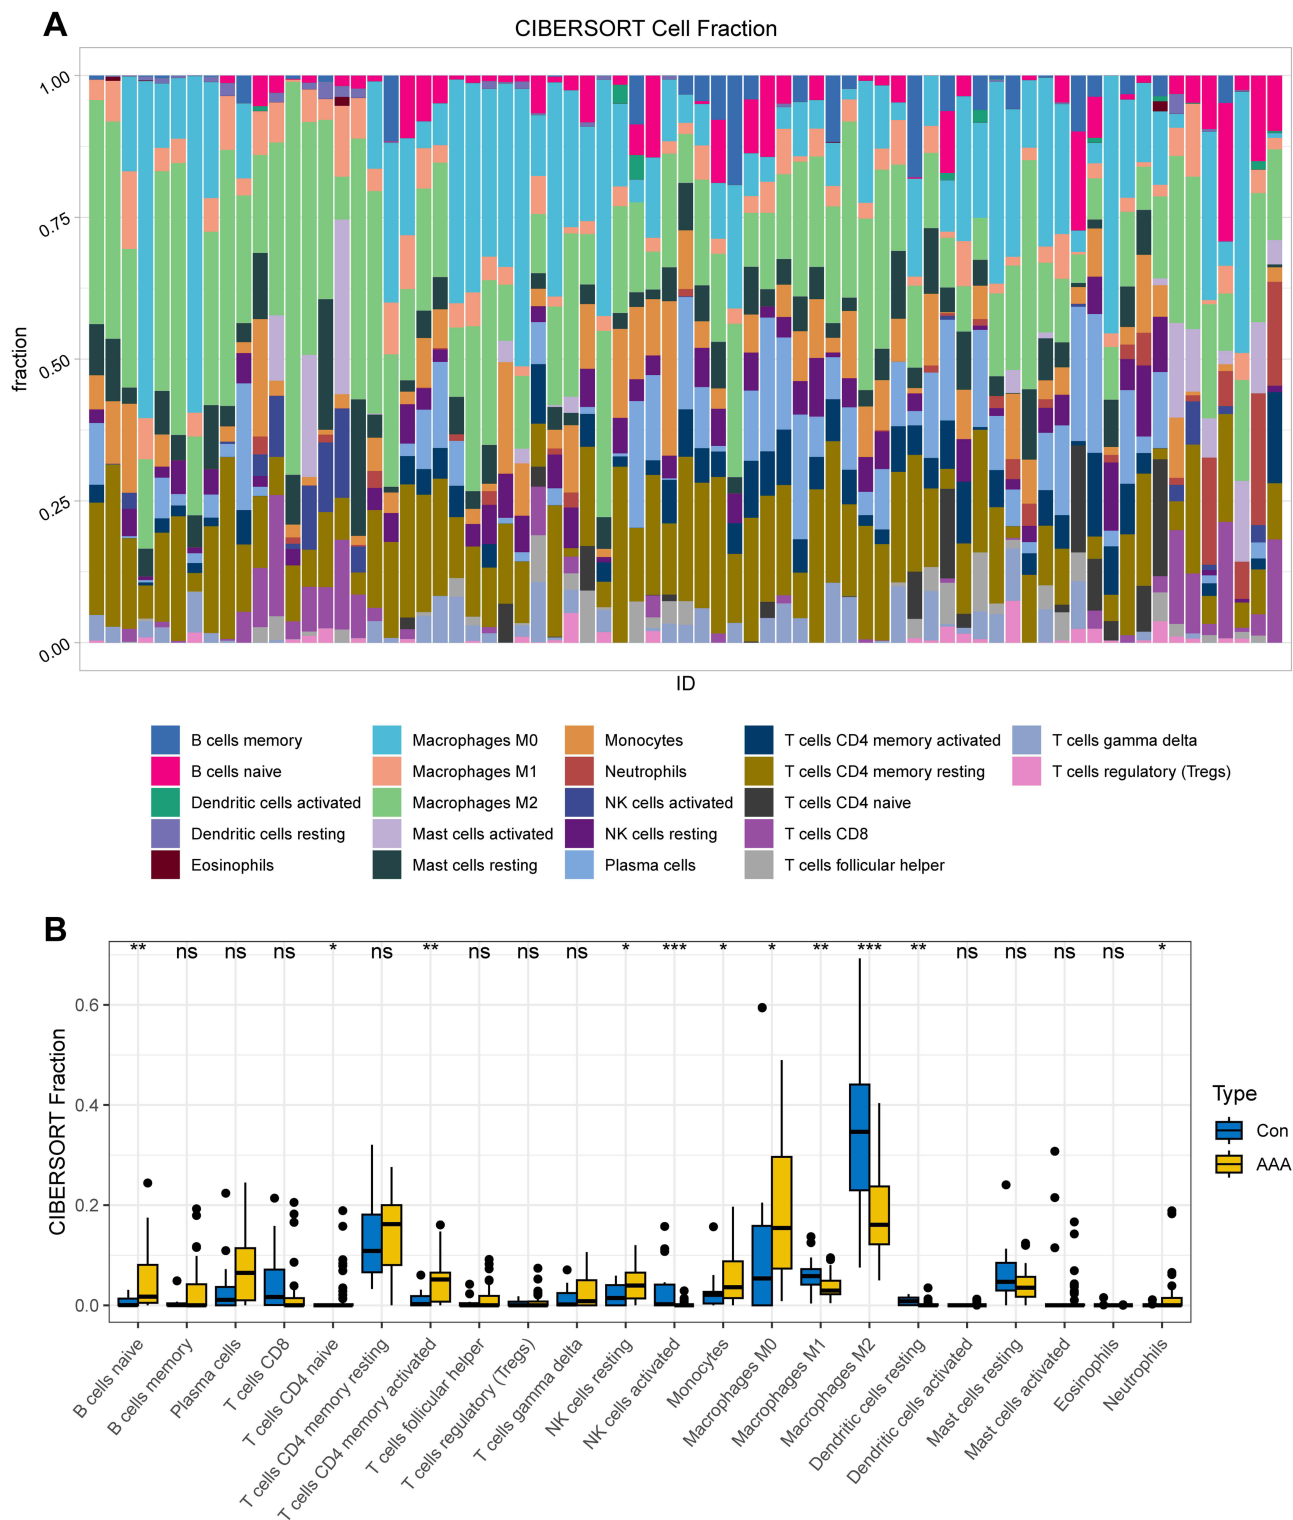 A
CIBERSORT Cell Fraction
1.00
0.75
0.50
0.25
0.00
fraction
ID
B cells memory
B cells naive
Dendritic cells activated
Dendritic cells resting
Eosinophils
Macrophages M0
Macrophages M1
Macrophages M2
Mast cells activated
Mast cells resting
Monocytes
Neutrophils
NK cells activated
NK cells resting
Plasma cells
T cells CD4 memory activated
T cells CD4 memory resting
T cells CD4 naive
T cells CD8
T cells follicular helper
T cells gamma delta
T cells regulatory (Tregs)
B
** ns ns ns * ns ** ns ns ns * *** * * ** *** ** ns ns ns ns *
0.6
0.4
0.2
0.0
CIBERSORT Fraction
B cells naive
B cells memory
Plasma cells
T cells CD8
T cells CD4 naive
T cells CD4 memory resting
T cells CD4 memory activated
T cells follicular helper
T cells regulatory (Tregs)
T cells gamma delta
NK cells resting
NK cells activated
Monocytes
Macrophages M0
Macrophages M1
Macrophages M2
Dendritic cells resting
Dendritic cells activated
Mast cells resting
Mast cells activated
Eosinophils
Neutrophils
Type
Con
AAA